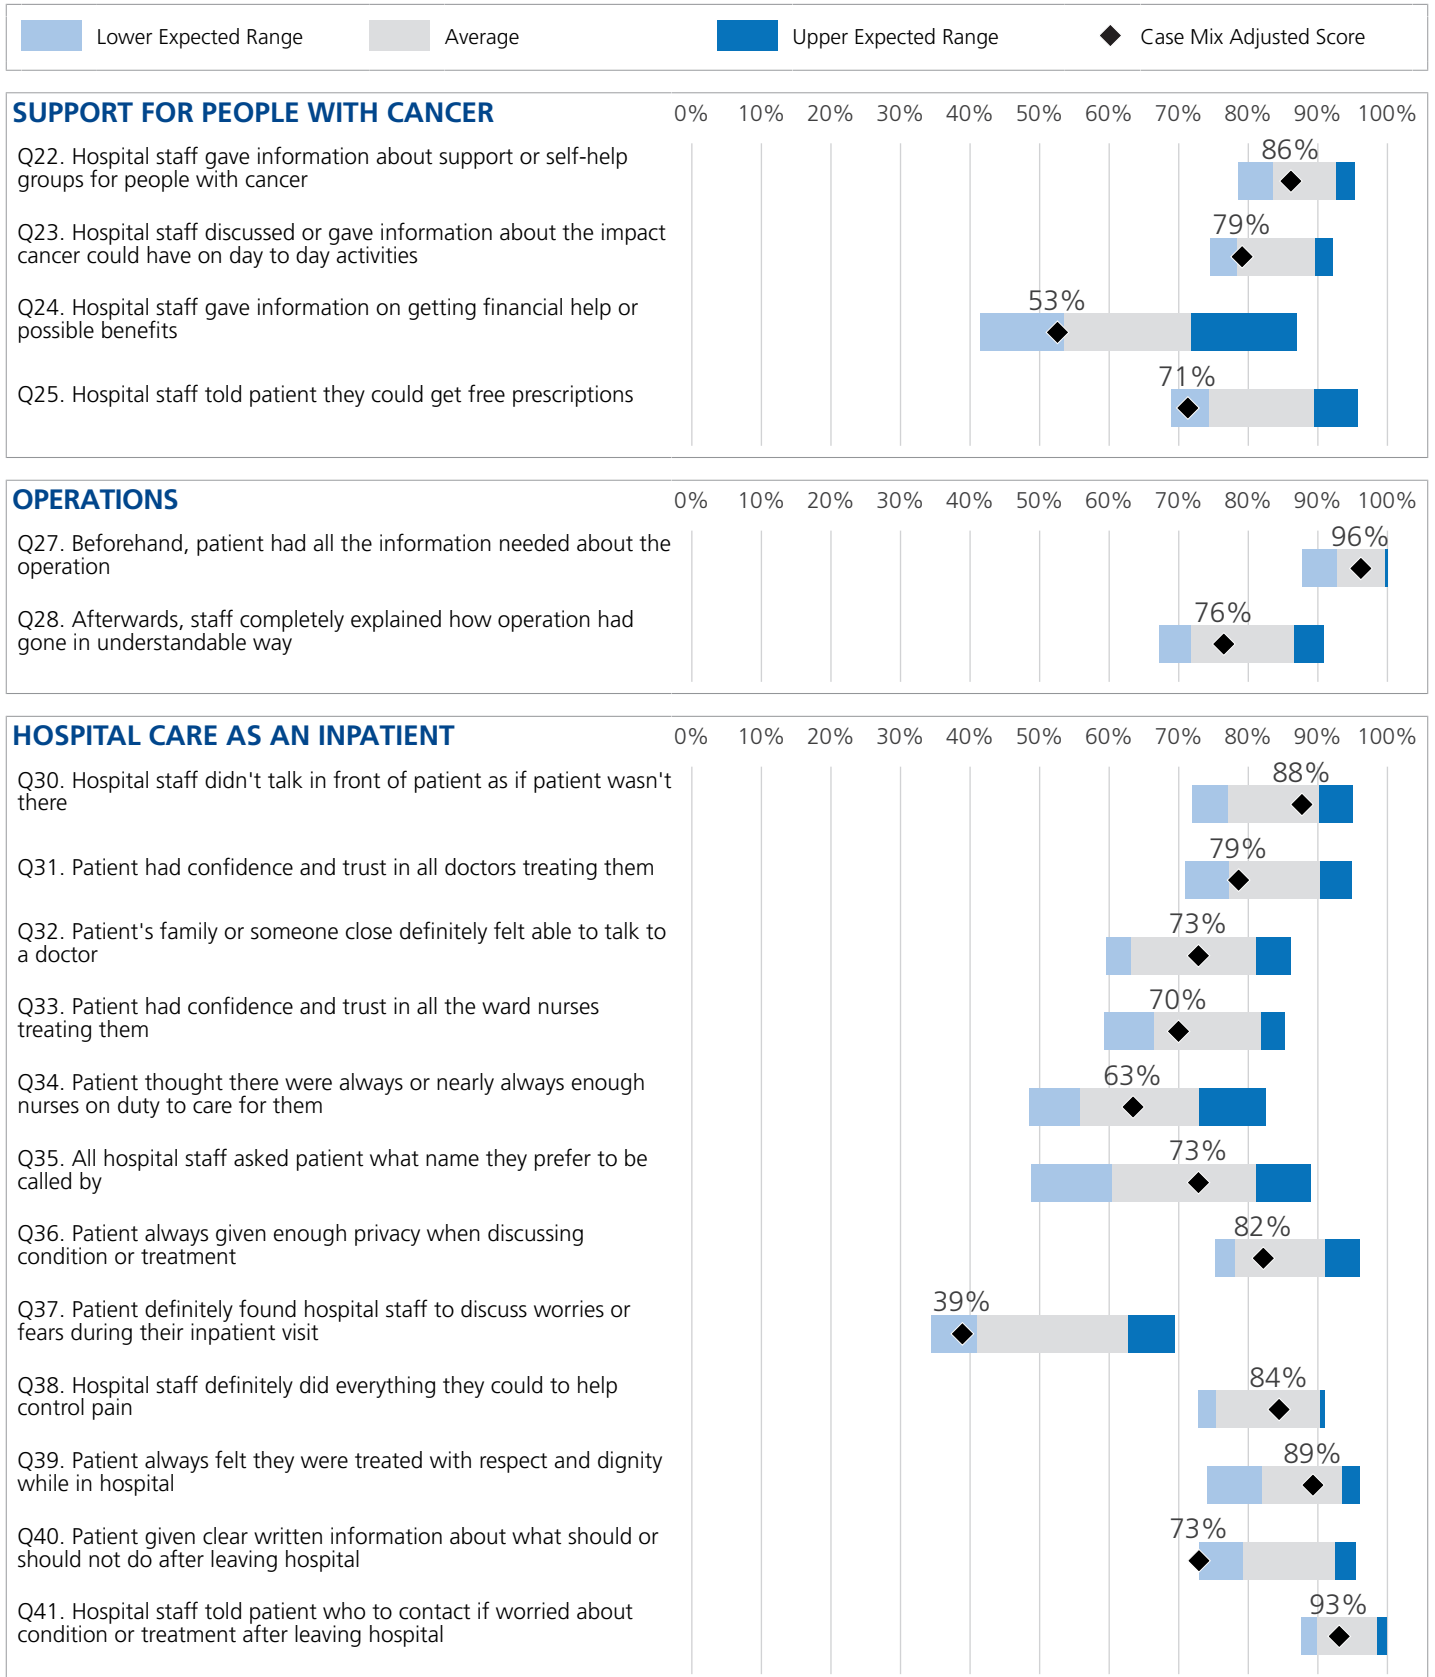 Lower Expected Range Average Upper Expected Range Case Mix Adjusted Score
SUPPORT FOR PEOPLE WITH CANCER 0% 10% 20% 30% 40% 50% 60% 70% 80% 90% 100%
Q22. Hospital staff gave information about support or self-help
groups for people with cancer
86%
Q23. Hospital staff discussed or gave information about the impact
cancer could have on day to day activities
79%
Q24. Hospital staff gave information on getting financial help or
possible benefits
53%
Q25. Hospital staff told patient they could get free prescriptions
71%
OPERATIONS 0% 10% 20% 30% 40% 50% 60% 70% 80% 90% 100%
Q27. Beforehand, patient had all the information needed about the
operation
96%
Q28. Afterwards, staff completely explained how operation had
gone in understandable way
76%
HOSPITAL CARE AS AN INPATIENT 0% 10% 20% 30% 40% 50% 60% 70% 80% 90% 100%
Q30. Hospital staff didn't talk in front of patient as if patient wasn't
there
88%
Q31. Patient had confidence and trust in all doctors treating them
79%
Q32. Patient's family or someone close definitely felt able to talk to
a doctor
73%
Q33. Patient had confidence and trust in all the ward nurses
treating them
70%
Q34. Patient thought there were always or nearly always enough
nurses on duty to care for them
63%
Q35. All hospital staff asked patient what name they prefer to be
called by
73%
Q36. Patient always given enough privacy when discussing
condition or treatment
82%
Q37. Patient definitely found hospital staff to discuss worries or
fears during their inpatient visit
39%
Q38. Hospital staff definitely did everything they could to help
control pain
84%
Q39. Patient always felt they were treated with respect and dignity
while in hospital
89%
Q40. Patient given clear written information about what should or
should not do after leaving hospital
73%
Q41. Hospital staff told patient who to contact if worried about
condition or treatment after leaving hospital
93%